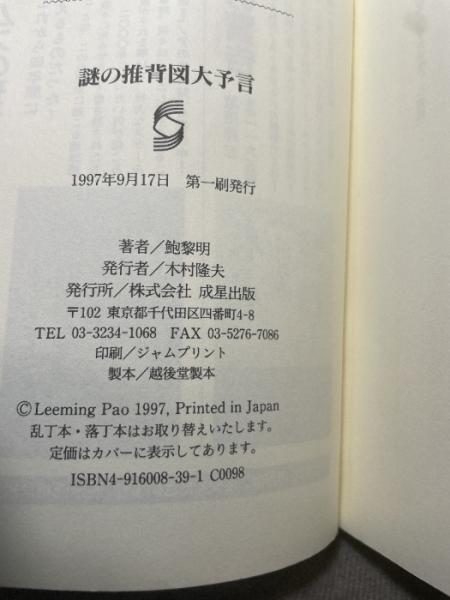 謎の推背図大予言
1997年9月17日　第一刷発行
著者／鮑黎明
発行者／木村隆夫
発行所／株式会社 成星出版
〒102 東京都千代田区四番町4-8
TEL 03-3234-1068　FAX 03-5276-7086
印刷／ジャムプリント
製本／越後堂製本
©Leeming Pao 1997, Printed in Japan
乱丁本・落丁本はお取り替えいたします。
定価はカバーに表示してあります。
ISBN4-916008-39-1 C0098